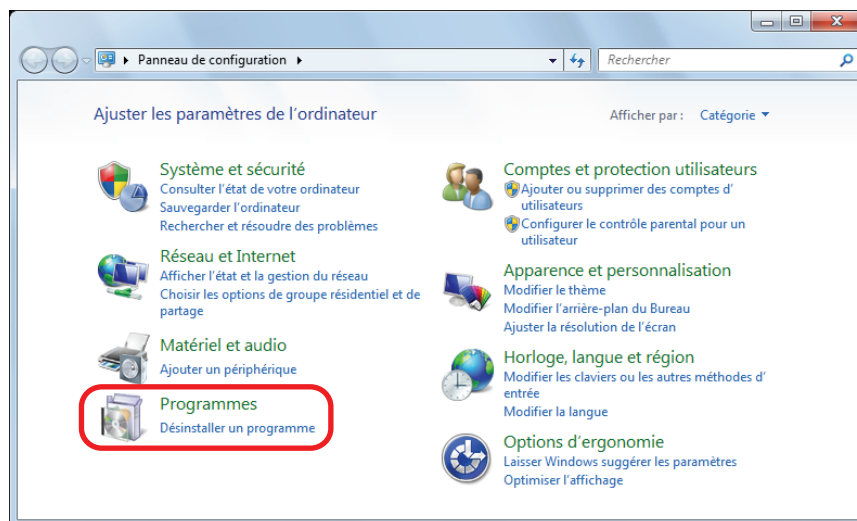 Panneau de configuration
Rechercher
Ajuster les paramètres de l'ordinateur
Afficher par : Catégorie
Système et sécurité
Consulter l'état de votre ordinateur
Sauvegarder l'ordinateur
Rechercher et résoudre des problèmes
Réseau et Internet
Afficher l'état et la gestion du réseau
Choisir les options de groupe résidentiel et de
partage
Matériel et audio
Ajouter un périphérique
Programmes
Désinstaller un programme
Comptes et protection utilisateurs
Ajouter ou supprimer des comptes d'
utilisateurs
Configurer le contrôle parental pour un
utilisateur
Apparence et personnalisation
Modifier le thème
Modifier l'arrière-plan du Bureau
Ajuster la résolution de l'écran
Horloge, langue et région
Modifier les claviers ou les autres méthodes d'
entrée
Modifier la langue
Options d'ergonomie
Laisser Windows suggérer les paramètres
Optimiser l'affichage